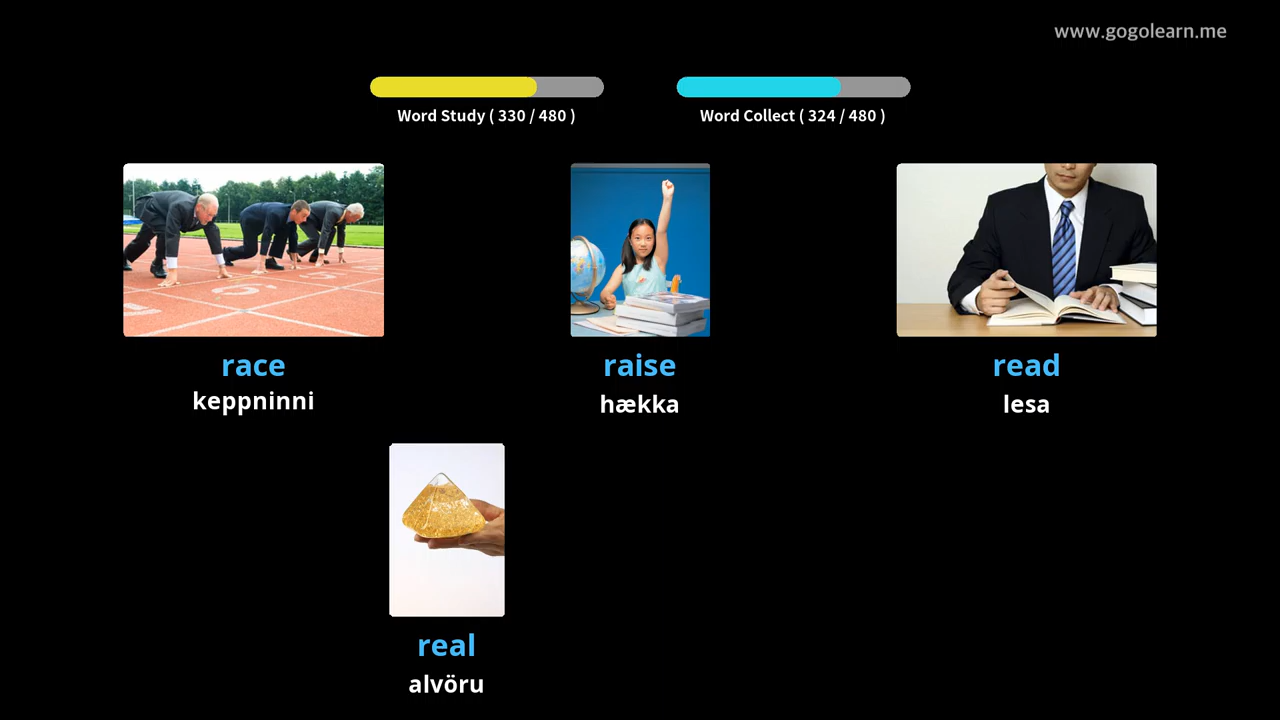 www.gogolearn.me
Word Study ( 330 / 480 )
Word Collect ( 324 / 480 )
race
keppninni
raise
hækka
read
lesa
real
alvöru